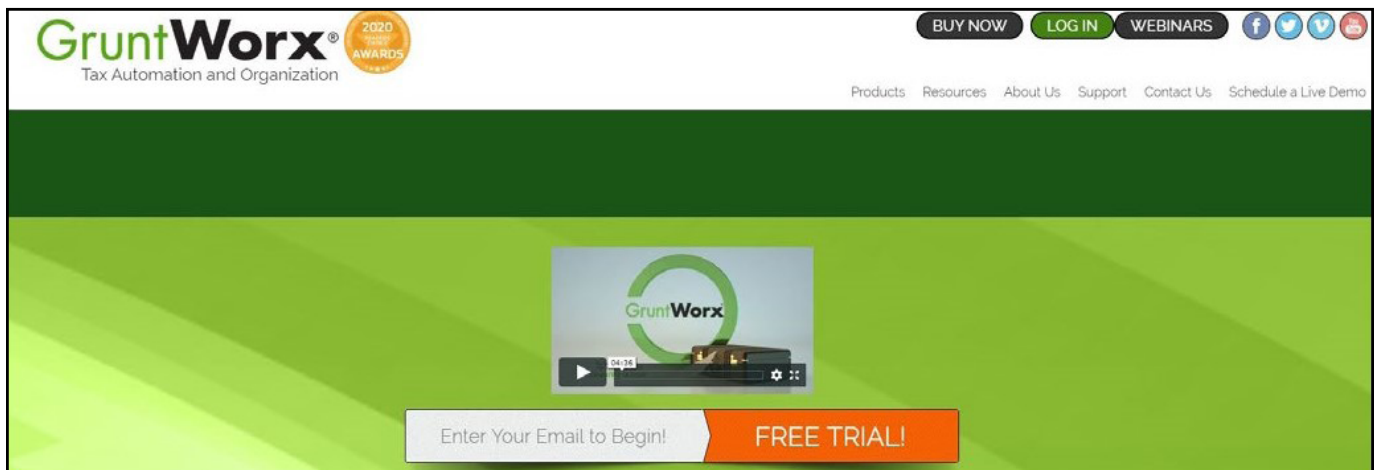 GruntWorx®
Tax Automation and Organization
2020
AWARDS
BUY NOW
LOG IN
WEBINARS
Products Resources About Us Support Contact Us Schedule a Live Demo
GruntWorx
04:36
Enter Your Email to Begin!
FREE TRIAL!